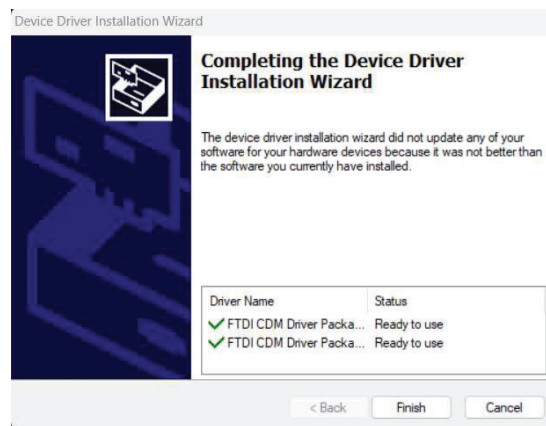 Device Driver Installation Wizard
Completing the Device Driver
Installation Wizard
The device driver installation wizard did not update any of your
software for your hardware devices because it was not better than
the software you currently have installed.
Driver Name Status
FTDI CDM Driver Packa... Ready to use
FTDI CDM Driver Packa... Ready to use
< Back Finish Cancel